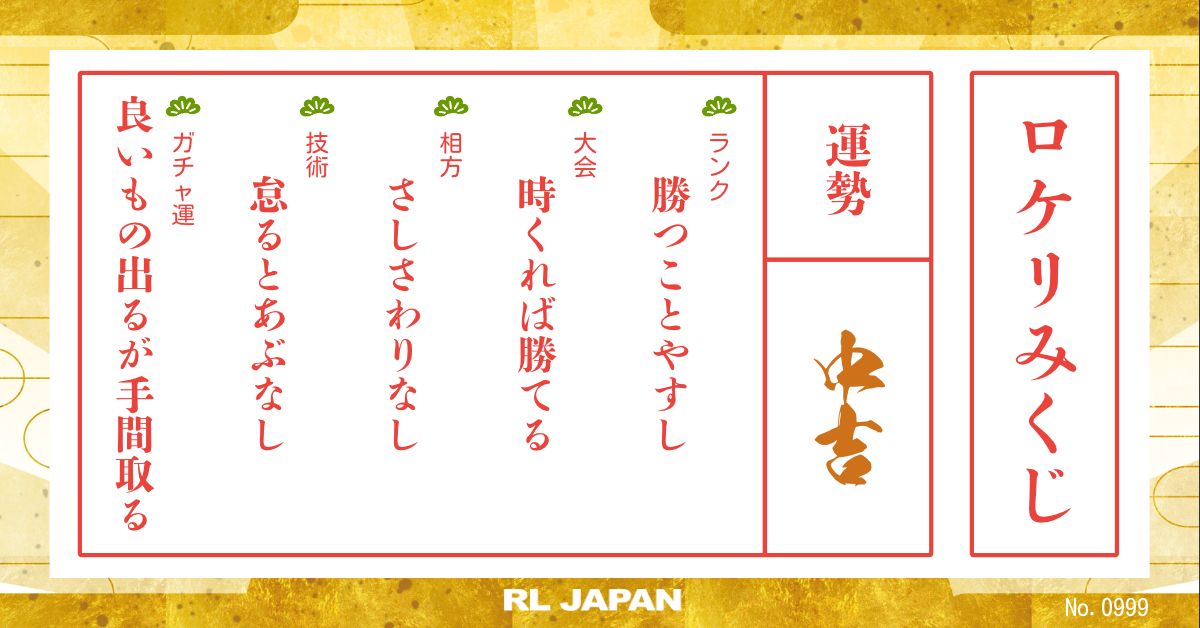 ロケリみくじ
運勢
中吉
ランク
勝つことやすし
大会
時くれば勝てる
相方
さしさわりなし
技術
怠るとあぶなし
ガチャ運
良いもの出るが手間取る
RL JAPAN
No. 0999